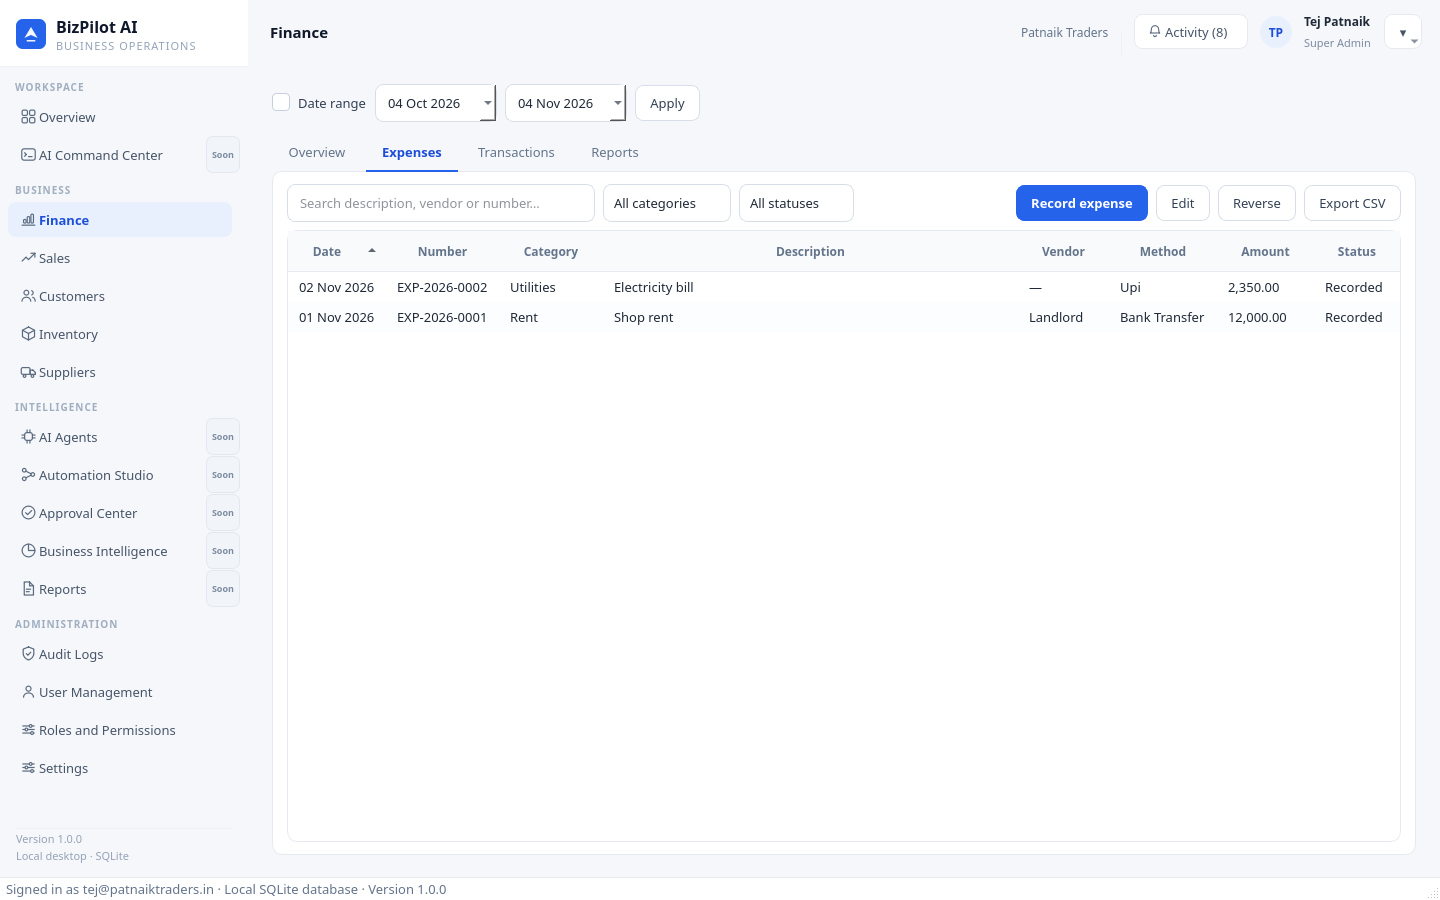 BizPilot AI
BUSINESS OPERATIONS
Finance
Patnaik Traders
Activity (8)
TP
Tej Patnaik
Super Admin
WORKSPACE
Overview
AI Command Center Soon
BUSINESS
Finance
Sales
Customers
Inventory
Suppliers
INTELLIGENCE
AI Agents Soon
Automation Studio Soon
Approval Center Soon
Business Intelligence Soon
Reports Soon
ADMINISTRATION
Audit Logs
User Management
Roles and Permissions
Settings
Version 1.0.0
Local desktop · SQLite
Date range 04 Oct 2026 04 Nov 2026 Apply
Overview Expenses Transactions Reports
Search description, vendor or number... All categories All statuses Record expense Edit Reverse Export CSV
Date Number Category Description Vendor Method Amount Status
02 Nov 2026 EXP-2026-0002 Utilities Electricity bill — Upi 2,350.00 Recorded
01 Nov 2026 EXP-2026-0001 Rent Shop rent Landlord Bank Transfer 12,000.00 Recorded
Signed in as tej@patnaiktraders.in · Local SQLite database · Version 1.0.0